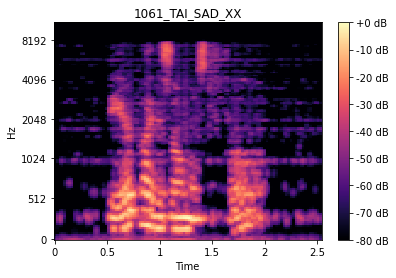 1061_TAI_SAD_XX
+0 dB
8192
-10 dB
4096
-20 dB
-30 dB
2048
Hz
-40 dB
1024
-50 dB
512
-60 dB
-70 dB
0
-80 dB
0 0.5 1 1.5 2 2.5
Time